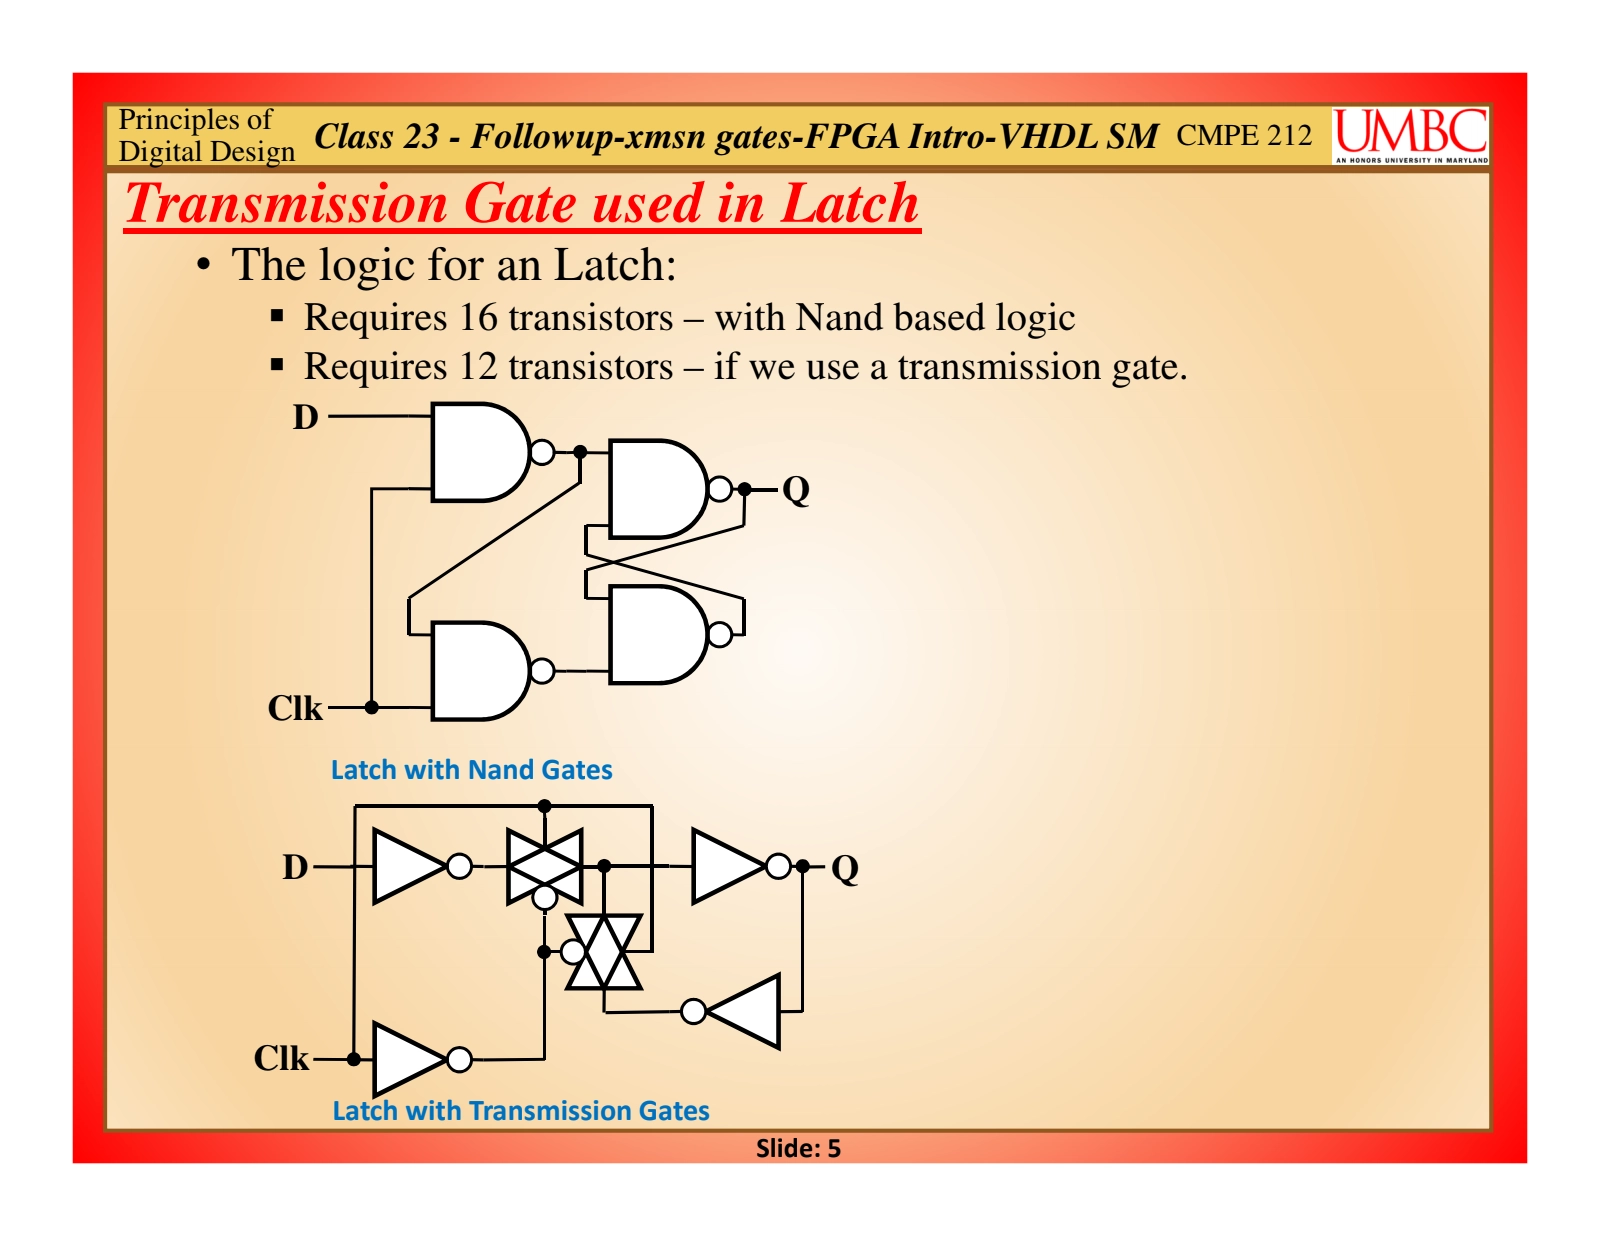 Principles of
Digital Design
Class 23 - Followup-xmsn gates-FPGA Intro-VHDL SM
CMPE 212
UMBC
AN HONORS UNIVERSITY IN MARYLAND
Transmission Gate used in Latch
• The logic for an Latch:
▪ Requires 16 transistors – with Nand based logic
▪ Requires 12 transistors – if we use a transmission gate.
D
Q
Clk
Latch with Nand Gates
D
Q
Clk
Latch with Transmission Gates
Slide: 5